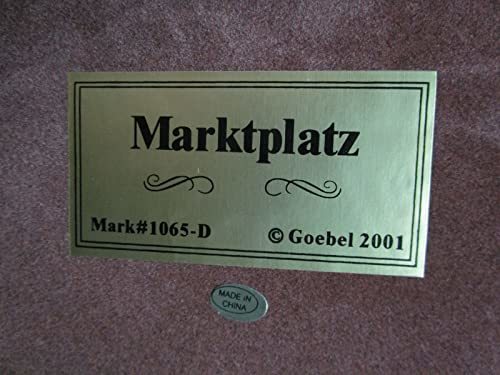 Marktplatz
Mark#1065-D © Goebel 2001
MADE IN
CHINA